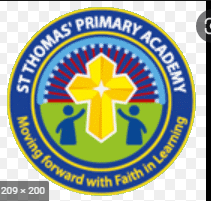 ST THOMAS' PRIMARY ACADEMY
Moving forward with Faith in Learning
209 × 200